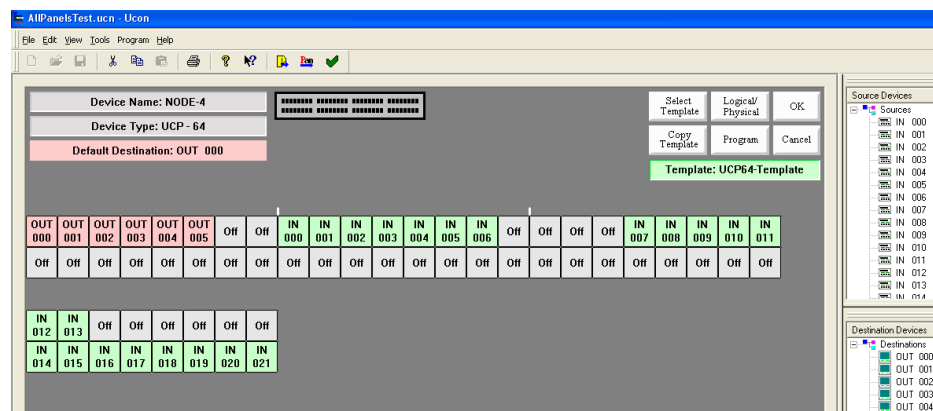 AllPanelsTest.ucn - Ucon
File Edit View Tools Program Help
Device Name: NODE-4
Device Type: UCP - 64
Default Destination: OUT 000
Select Template
Logical/ Physical
OK
Copy Template
Program
Cancel
Template: UCP64-Template
OUT 000 OUT 001 OUT 002 OUT 003 OUT 004 OUT 005 Off Off IN 000 IN 001 IN 002 IN 003 IN 004 IN 005 IN 006 Off Off Off Off IN 007 IN 008 IN 009 IN 010 IN 011
Off Off Off Off Off Off Off Off Off Off Off Off Off Off Off Off Off Off Off Off Off Off Off Off
IN 012 IN 013 Off Off Off Off Off Off
IN 014 IN 015 IN 016 IN 017 IN 018 IN 019 IN 020 IN 021
Source Devices
Sources
IN 000
IN 001
IN 002
IN 003
IN 004
IN 005
IN 006
IN 007
IN 008
IN 009
IN 010
IN 011
IN 012
IN 013
IN 014
Destination Devices
Destinations
OUT 000
OUT 001
OUT 002
OUT 003
OUT 004